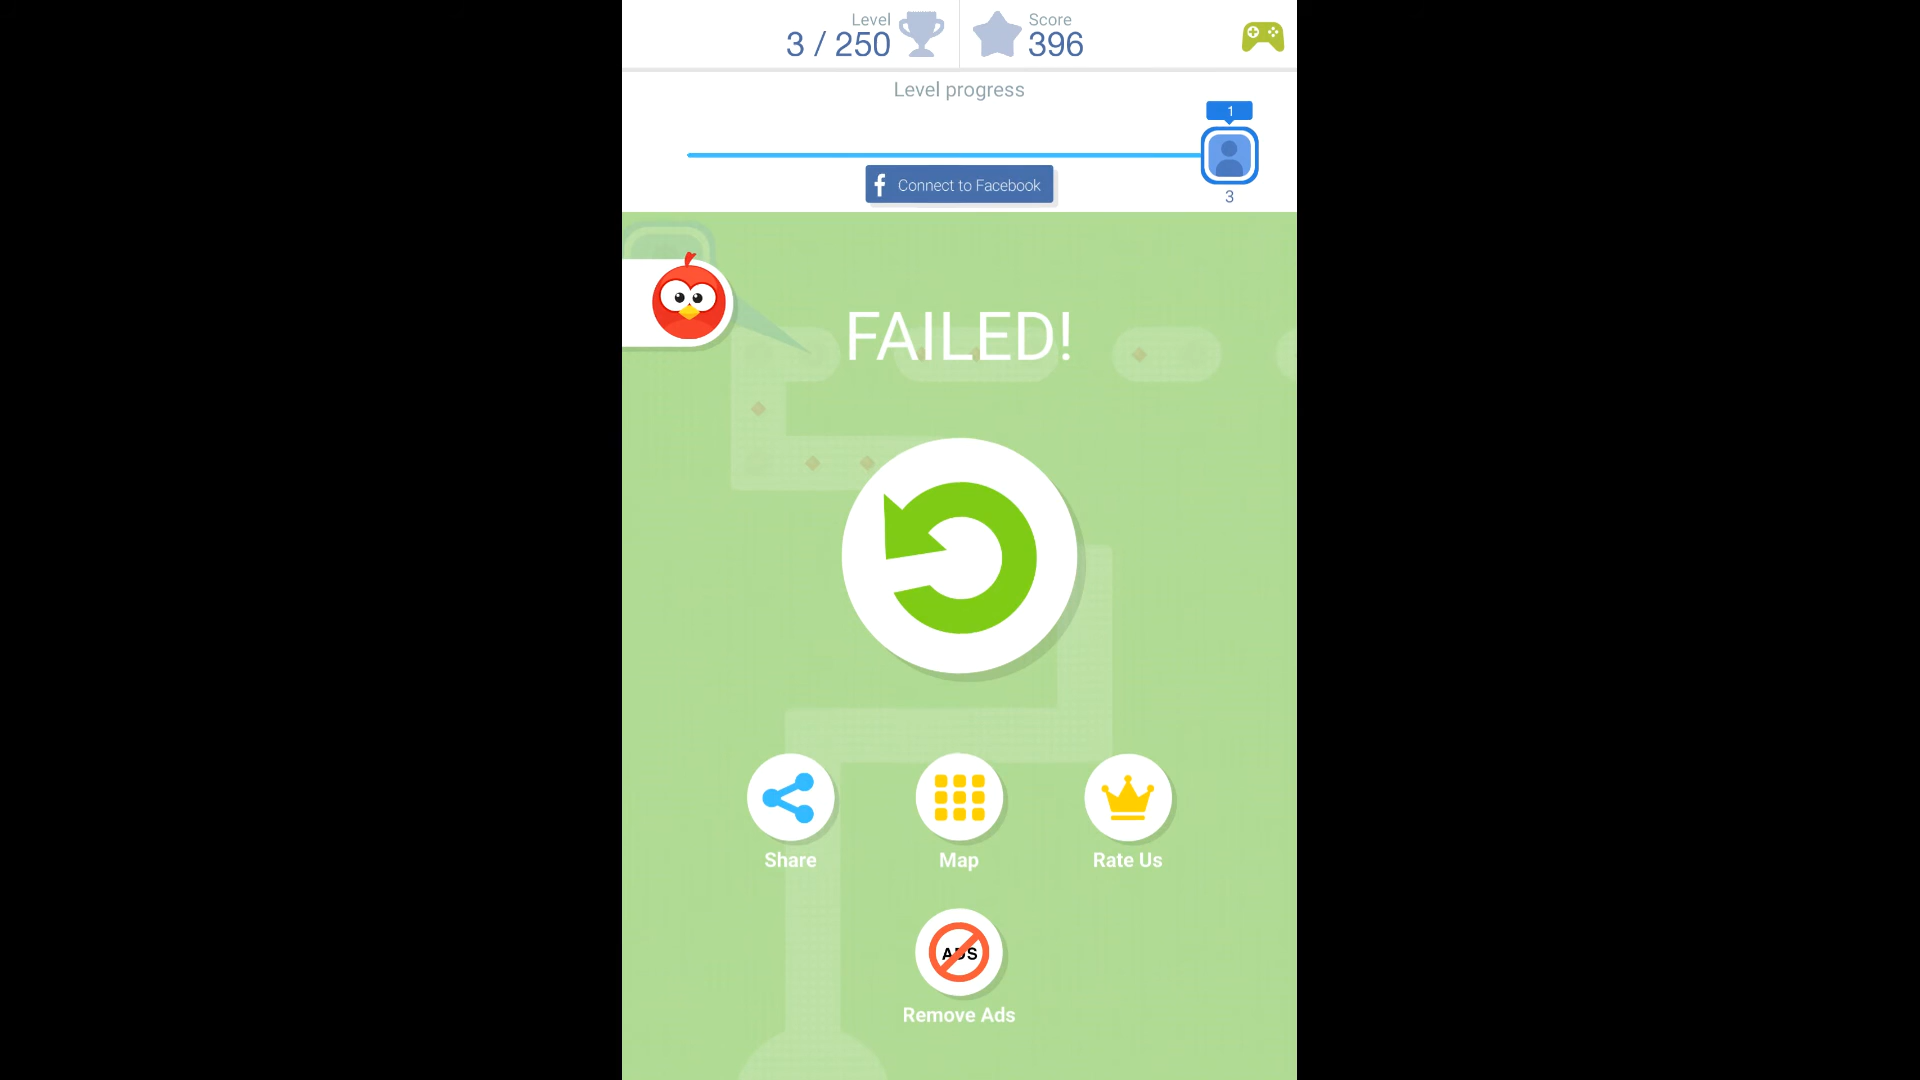 Level
3 / 250
Score
396
Level progress
1
Connect to Facebook
3
FAILED!
Share
Map
Rate Us
ADS
Remove Ads